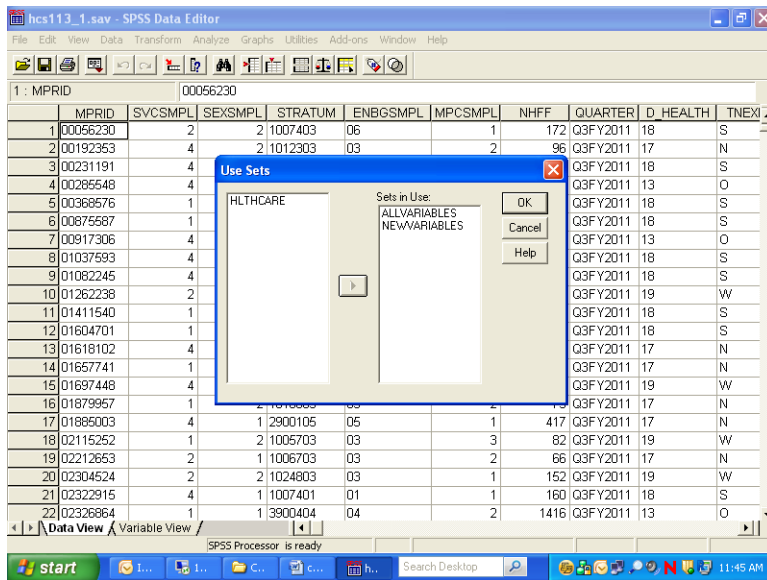 hcs113_1.sav - SPSS Data Editor
File Edit View Data Transform Analyze Graphs Utilities Add-ons Window Help
1 : MPRID 00056230
MPRID SVCSMPL SEXSMPL STRATUM ENBGSMPL MPCSMPL NHFF QUARTER D_HEALTH TNEX
1 00056230 2 2 1007403 06 1 172 Q3FY2011 18 S
2 00192353 4 2 1012303 03 2 96 Q3FY2011 17 N
3 00231191 4 Q3FY2011 18 S
4 00285548 4 Q3FY2011 13 O
5 00368576 1 Q3FY2011 18 S
6 00875587 1 Q3FY2011 18 S
7 00917306 4 Q3FY2011 13 O
8 01037593 4 Q3FY2011 18 S
9 01082245 4 Q3FY2011 18 S
10 01262238 2 Q3FY2011 19 W
11 01411540 1 Q3FY2011 18 S
12 01604701 1 Q3FY2011 18 S
13 01618102 4 Q3FY2011 17 N
14 01657741 1 Q3FY2011 17 N
15 01697448 4 Q3FY2011 19 W
16 01879957 1 Q3FY2011 17 N
17 01885003 4 1 2900105 05 1 417 Q3FY2011 17 N
18 02115252 1 2 1005703 03 3 82 Q3FY2011 19 W
19 02212653 2 1 1006703 03 2 66 Q3FY2011 17 N
20 02304524 2 2 1024803 03 1 152 Q3FY2011 19 W
21 02322915 4 1 1007401 01 1 160 Q3FY2011 18 S
22 02326864 1 1 3900404 04 2 1416 Q3FY2011 13 O
Use Sets
HLTHCARE
Sets in Use:
ALLVARIABLES
NEWVARIABLES
OK
Cancel
Help
Data View Variable View
SPSS Processor is ready
start I... 1... C... c... h.. Search Desktop 11:45 AM